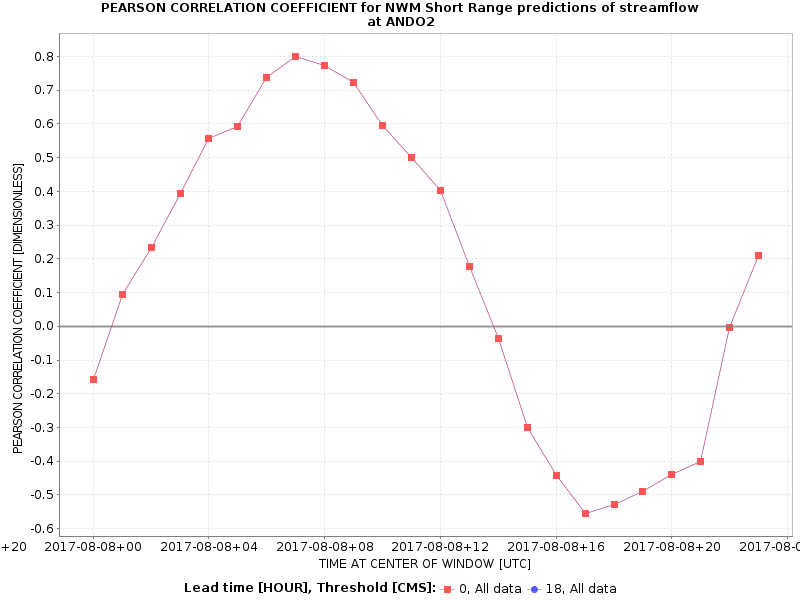 PEARSON CORRELATION COEFFICIENT for NWM Short Range predictions of streamflow
at ANDO2
PEARSON CORRELATION COEFFICIENT [DIMENSIONLESS]
0.8
0.7
0.6
0.5
0.4
0.3
0.2
0.1
0.0
-0.1
-0.2
-0.3
-0.4
-0.5
-0.6
+20 2017-08-08+00 2017-08-08+04 2017-08-08+08 2017-08-08+12 2017-08-08+16 2017-08-08+20 2017-08-0
TIME AT CENTER OF WINDOW [UTC]
Lead time [HOUR], Threshold [CMS]: 0, All data 18, All data